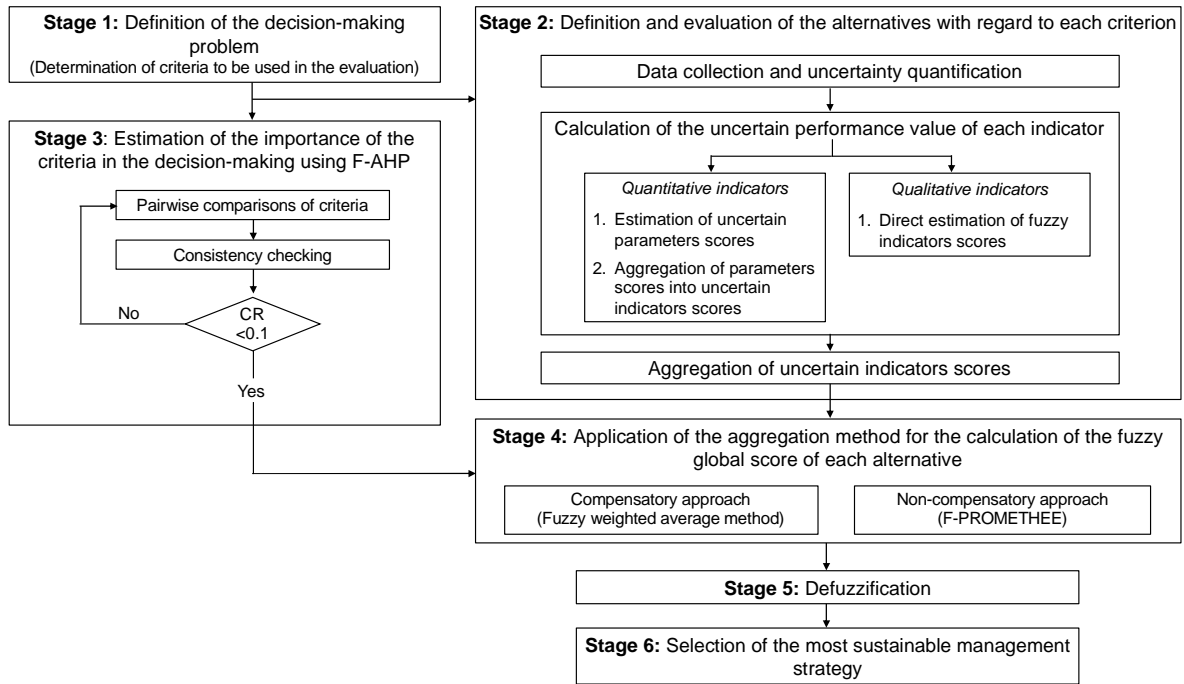 Stage 1: Definition of the decision-making
problem
(Determination of criteria to be used in the evaluation)
Stage 2: Definition and evaluation of the alternatives with regard to each criterion
Data collection and uncertainty quantification
Calculation of the uncertain performance value of each indicator
Quantitative indicators
1. Estimation of uncertain
parameters scores
2. Aggregation of parameters
scores into uncertain
indicators scores
Qualitative indicators
1. Direct estimation of fuzzy
indicators scores
Aggregation of uncertain indicators scores
Stage 3: Estimation of the importance of the
criteria in the decision-making using F-AHP
Pairwise comparisons of criteria
Consistency checking
CR
<0.1
No
Yes
Stage 4: Application of the aggregation method for the calculation of the fuzzy
global score of each alternative
Compensatory approach
(Fuzzy weighted average method)
Non-compensatory approach
(F-PROMETHEE)
Stage 5: Defuzzification
Stage 6: Selection of the most sustainable management
strategy